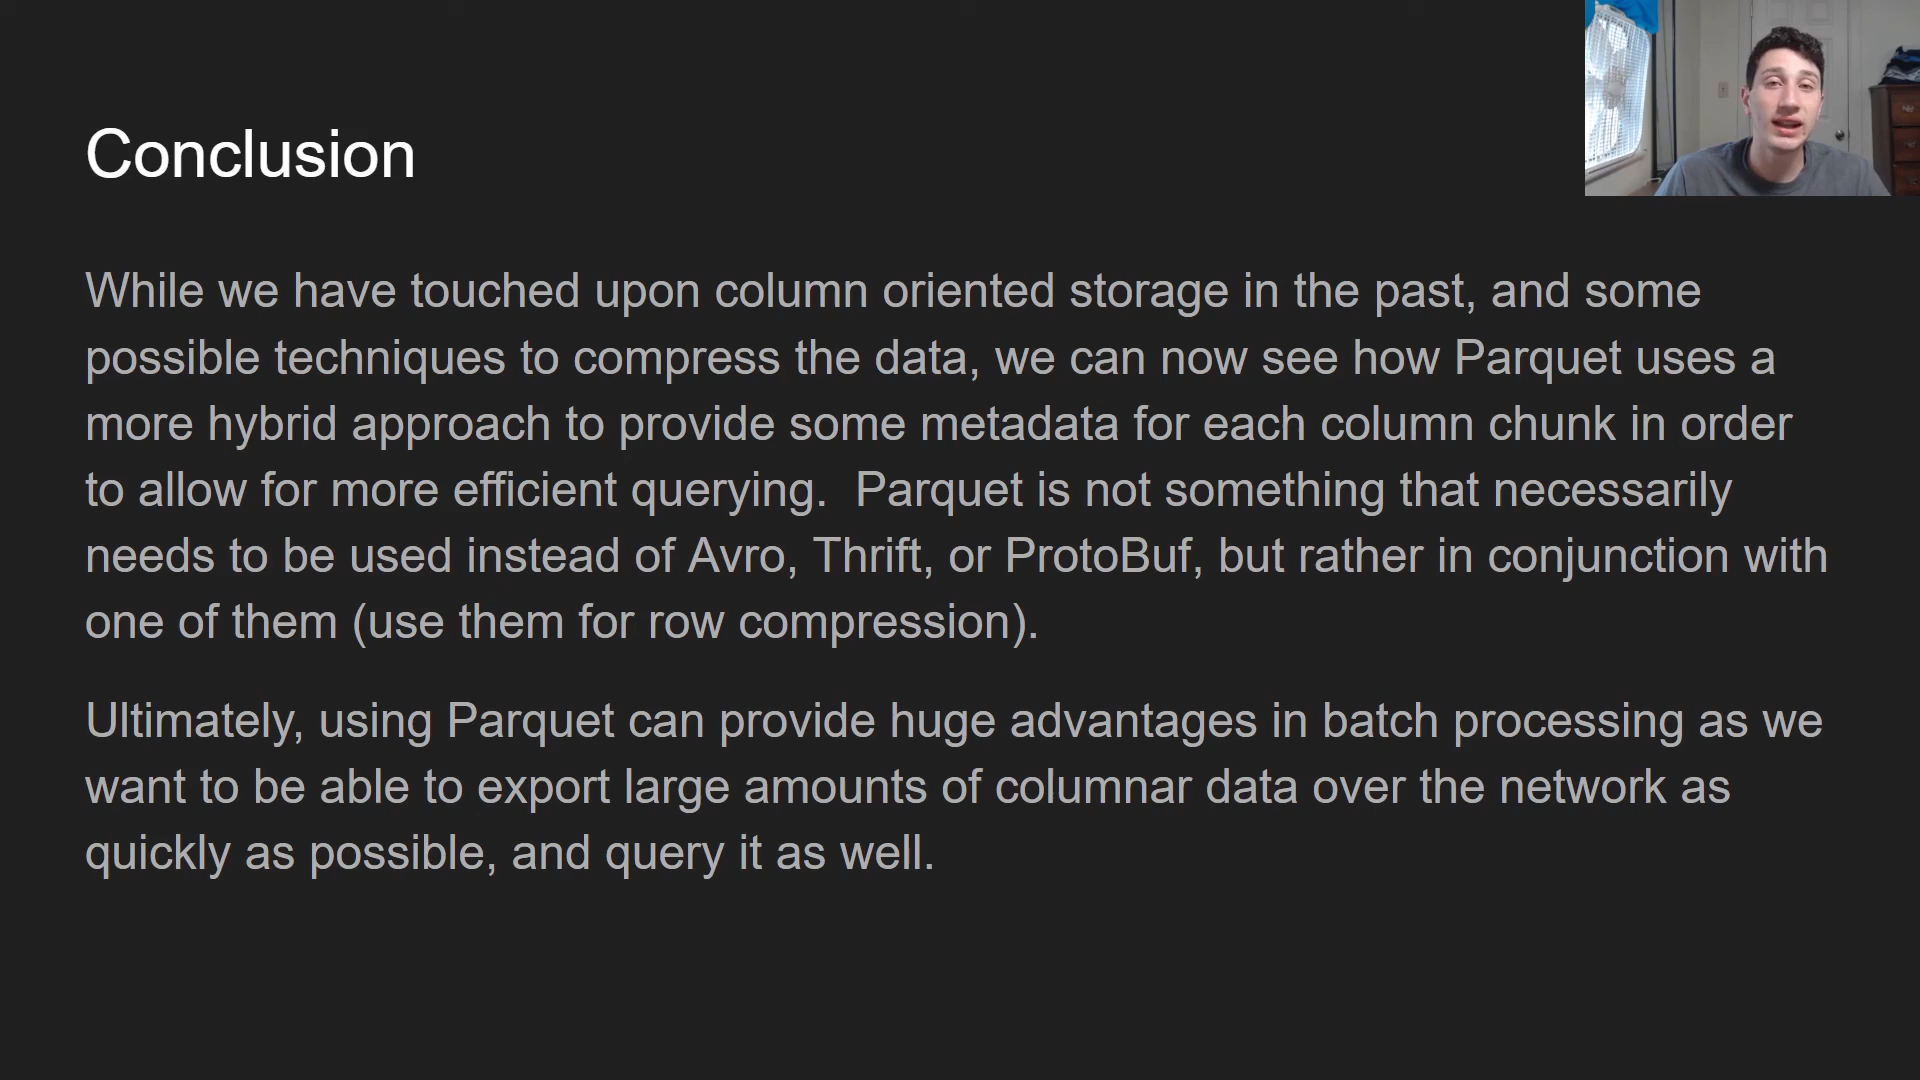 Conclusion
While we have touched upon column oriented storage in the past, and some
possible techniques to compress the data, we can now see how Parquet uses a
more hybrid approach to provide some metadata for each column chunk in order
to allow for more efficient querying.  Parquet is not something that necessarily
needs to be used instead of Avro, Thrift, or ProtoBuf, but rather in conjunction with
one of them (use them for row compression).
Ultimately, using Parquet can provide huge advantages in batch processing as we
want to be able to export large amounts of columnar data over the network as
quickly as possible, and query it as well.